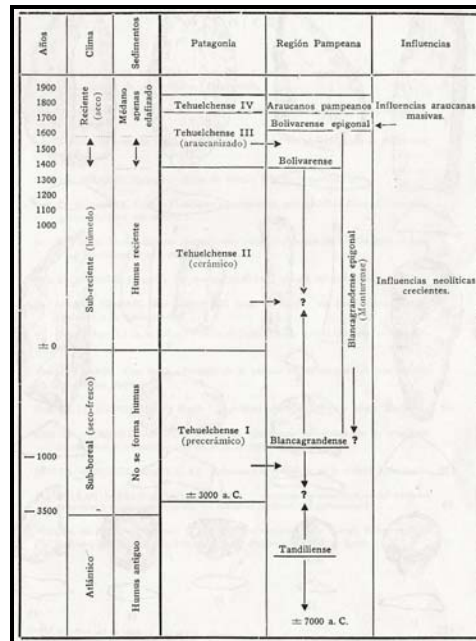 Años
Clima
Sedimentos
Patagonia
Región Pampeana
Influencias
1900
1800
1700
1600
1500
1400
1300
1200
1100
1000
± 0
—1000
—3500
Reciente
(seco)
Sub-reciente (húmedo)
Sub-boreal (seco-fresco)
Atlántico
Médano
apenas
edafizado
Humus reciente
No se forma humus
Humus antiguo
Tehuelchense IV
Tehuelchense III
(araucanizado)
Tehuelchense II
(cerámico)
Tehuelchense I
(precerámico)
± 3000 a. C.
Araucanos pampeanos
Bolivarense epigonal
Bolivarense
?
Blancagrandense epigonal
Blancagrandense ?
?
Tandiliense
± 7000 a. C.
Influencias araucanas
masivas.
Influencias neolíticas
crecientes.